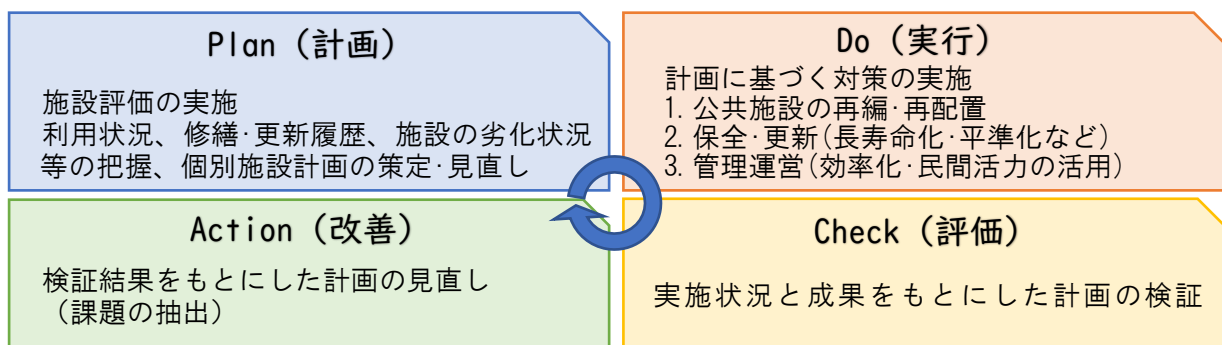 Plan（計画）
施設評価の実施
利用状況、修繕･更新履歴、施設の劣化状況
等の把握、個別施設計画の策定･見直し
Do（実行）
計画に基づく対策の実施
1. 公共施設の再編･再配置
2. 保全･更新(長寿命化･平準化など)
3. 管理運営(効率化･民間活力の活用)
Action（改善）
検証結果をもとにした計画の見直し
（課題の抽出）
Check（評価）
実施状況と成果をもとにした計画の検証